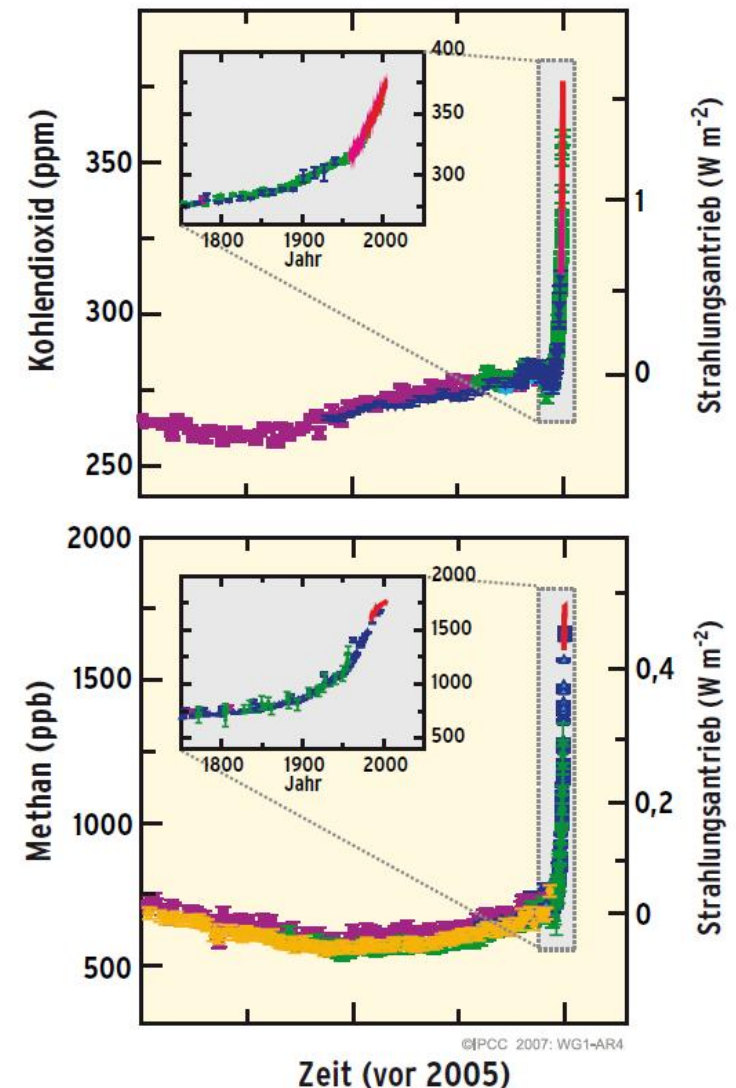 Kohlendioxid (ppm)
350
300
250
400
350
300
1800 1900 2000
Jahr
1
0
Strahlungsantrieb (W m-2)
Methan (ppb)
2000
1500
1000
500
2000
1500
1000
500
1800 1900 2000
Jahr
0,4
0,2
0
Strahlungsantrieb (W m-2)
©IPCC 2007: WG1-AR4
Zeit (vor 2005)